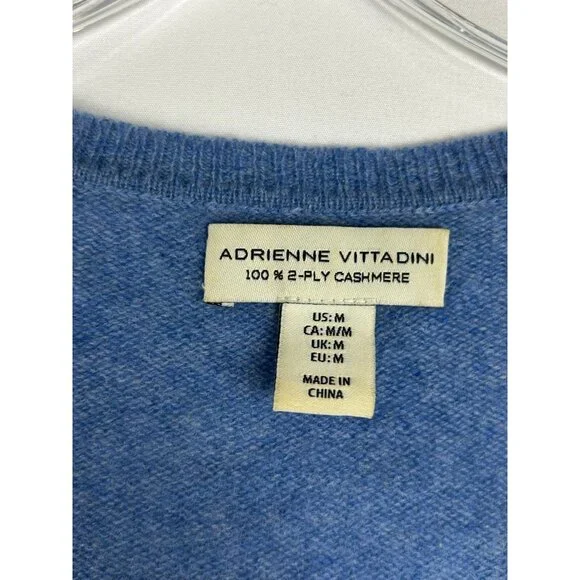 ADRIENNE VITTADINI
100 % 2-PLY CASHMERE
US: M
CA: M/M
UK: M
EU: M
MADE IN
CHINA